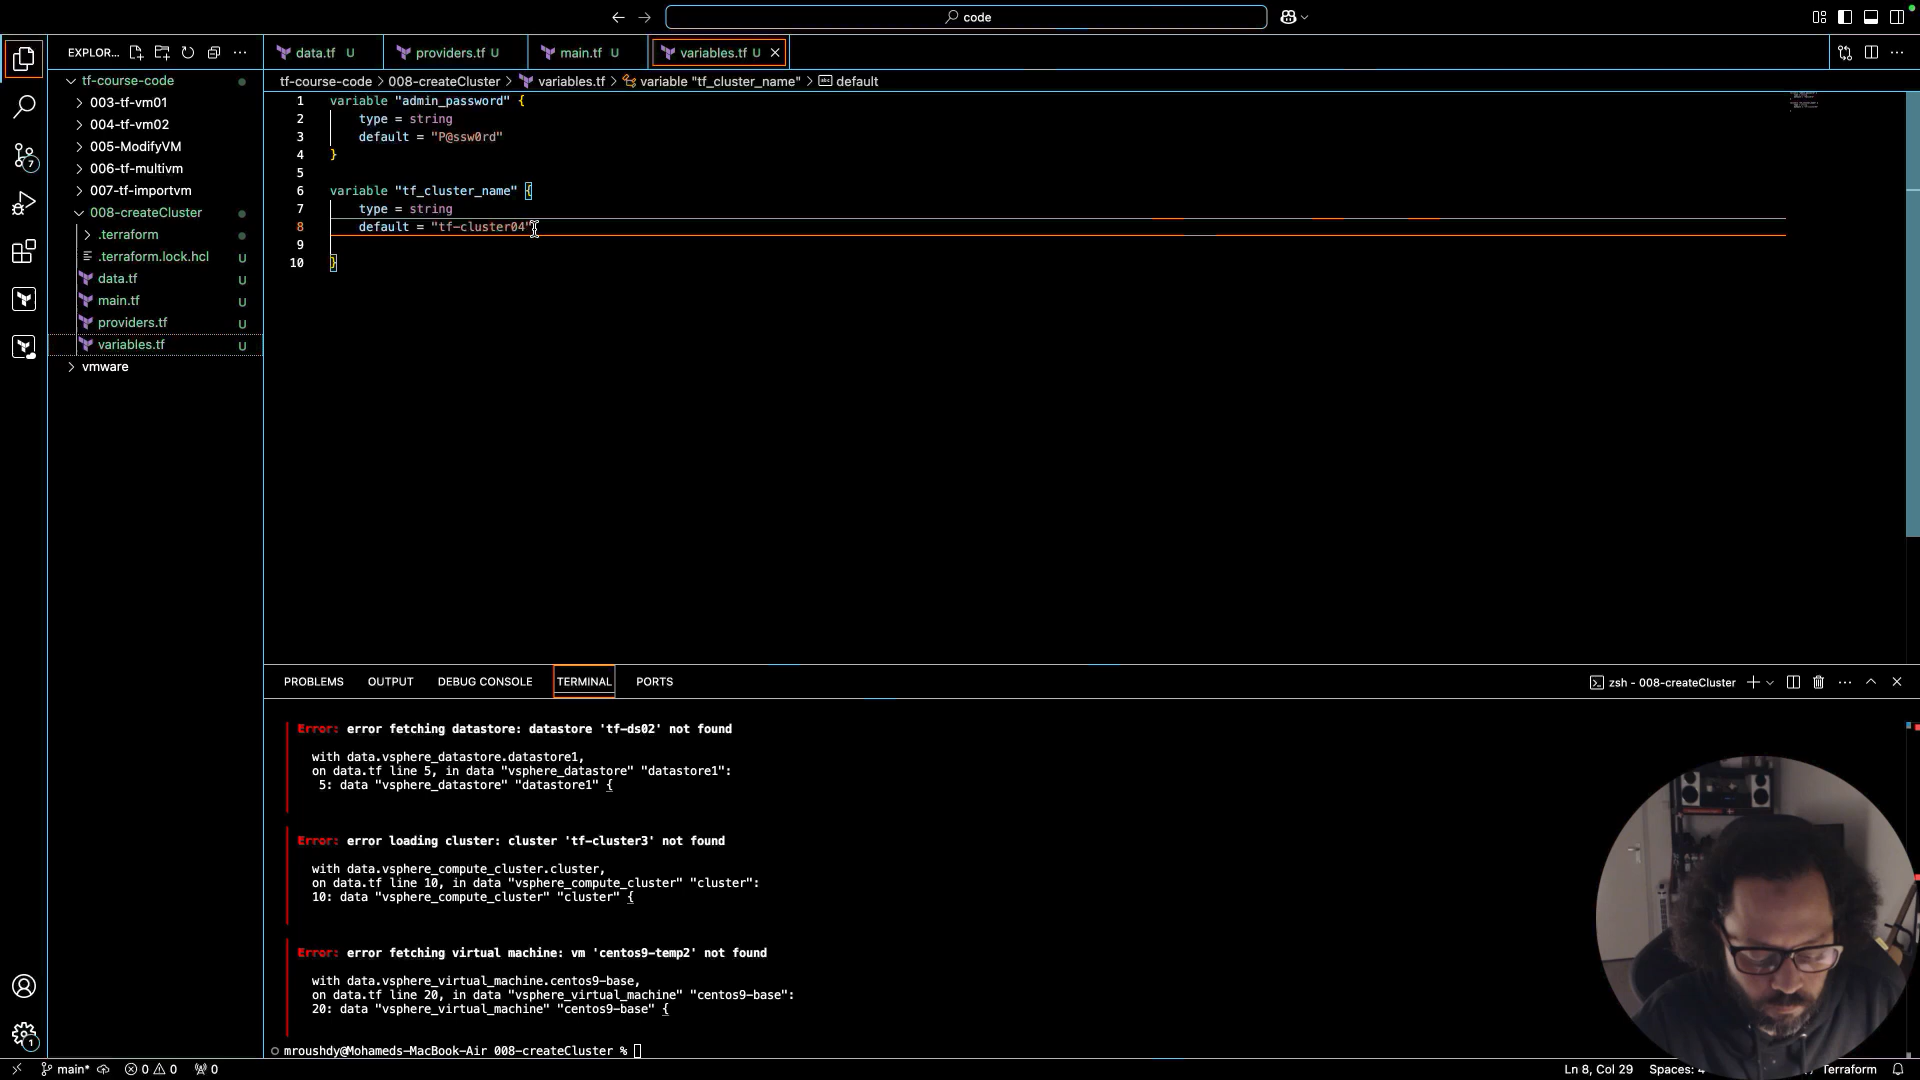 code
EXPLOR...
data.tf U
providers.tf U
main.tf U
variables.tf U
tf-course-code > 008-createCluster > variables.tf > variable "tf_cluster_name" > default
tf-course-code
003-tf-vm01
004-tf-vm02
005-ModifyVM
006-tf-multivm
007-tf-importvm
008-createCluster
.terraform
.terraform.lock.hcl U
data.tf U
main.tf U
providers.tf U
variables.tf U
vmware
7
1
1 variable "admin_password" {
2 type = string
3 default = "P@ssw0rd"
4 }
5
6 variable "tf_cluster_name" {
7 type = string
8 default = "tf-cluster04"
9
10 }
PROBLEMS OUTPUT DEBUG CONSOLE TERMINAL PORTS
zsh - 008-createCluster
Error: error fetching datastore: datastore 'tf-ds02' not found
with data.vsphere_datastore.datastore1,
on data.tf line 5, in data "vsphere_datastore" "datastore1":
5: data "vsphere_datastore" "datastore1" {
Error: error loading cluster: cluster 'tf-cluster3' not found
with data.vsphere_compute_cluster.cluster,
on data.tf line 10, in data "vsphere_compute_cluster" "cluster":
10: data "vsphere_compute_cluster" "cluster" {
Error: error fetching virtual machine: vm 'centos9-temp2' not found
with data.vsphere_virtual_machine.centos9-base,
on data.tf line 20, in data "vsphere_virtual_machine" "centos9-base":
20: data "vsphere_virtual_machine" "centos9-base" {
mroushdy@Mohameds-MacBook-Air 008-createCluster %
main* 0 0 0
Ln 8, Col 29 Spaces: Terraform